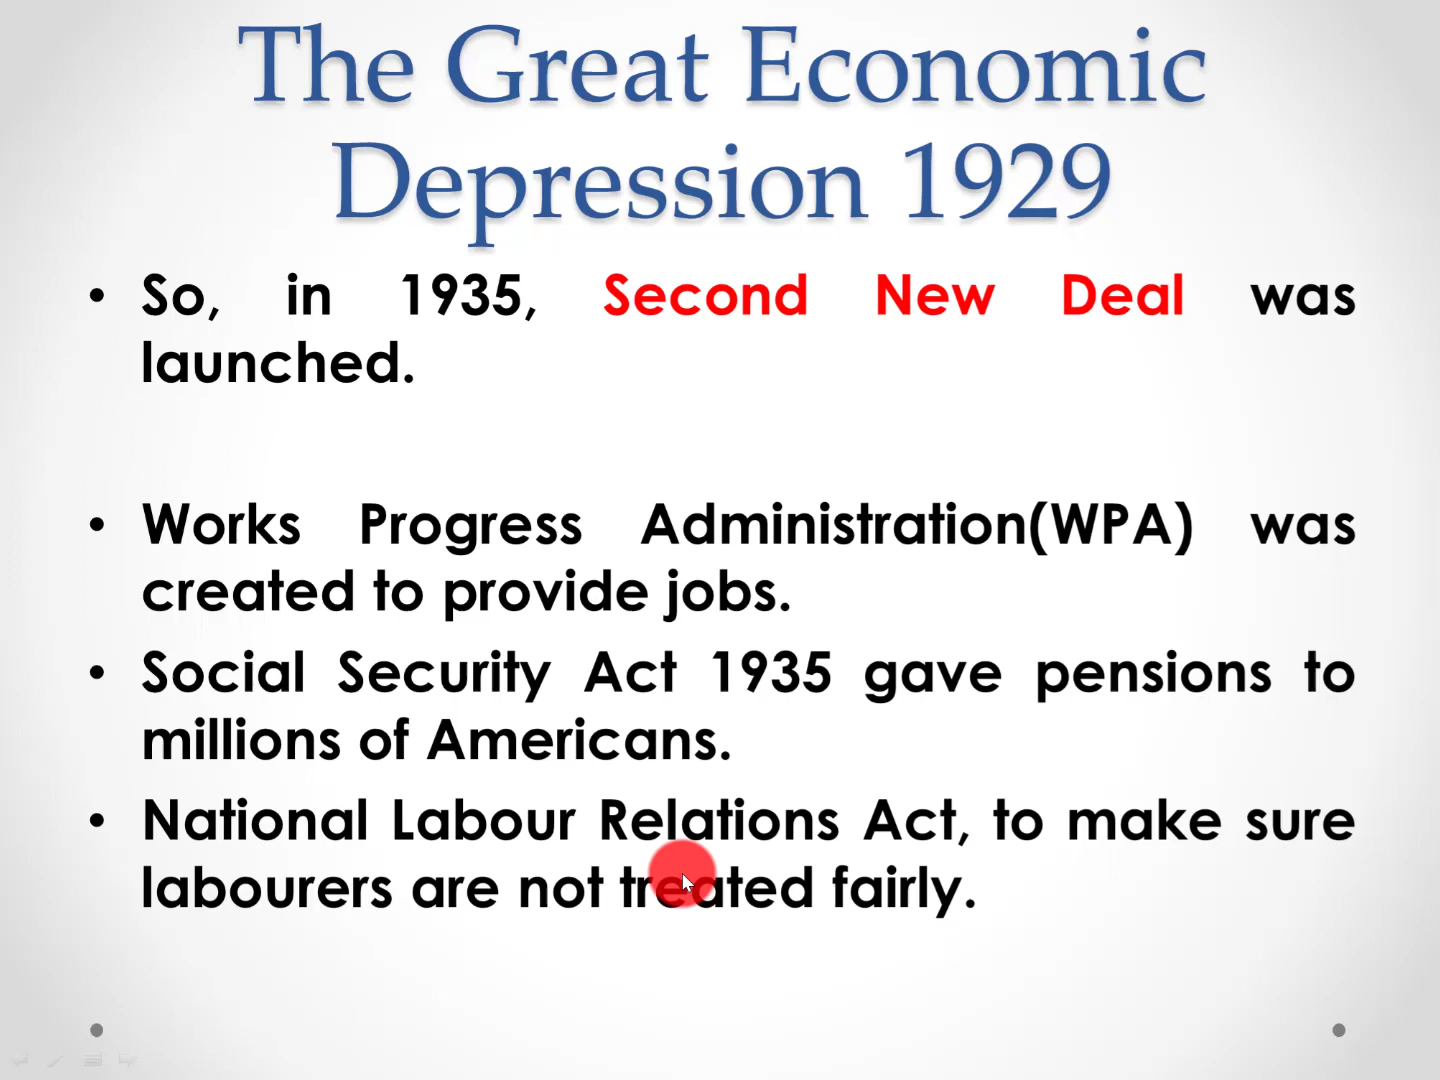 The Great Economic
Depression 1929
• So, in 1935, Second New Deal was
launched.
• Works Progress Administration(WPA) was
created to provide jobs.
• Social Security Act 1935 gave pensions to
millions of Americans.
• National Labour Relations Act, to make sure
labourers are not treated fairly.